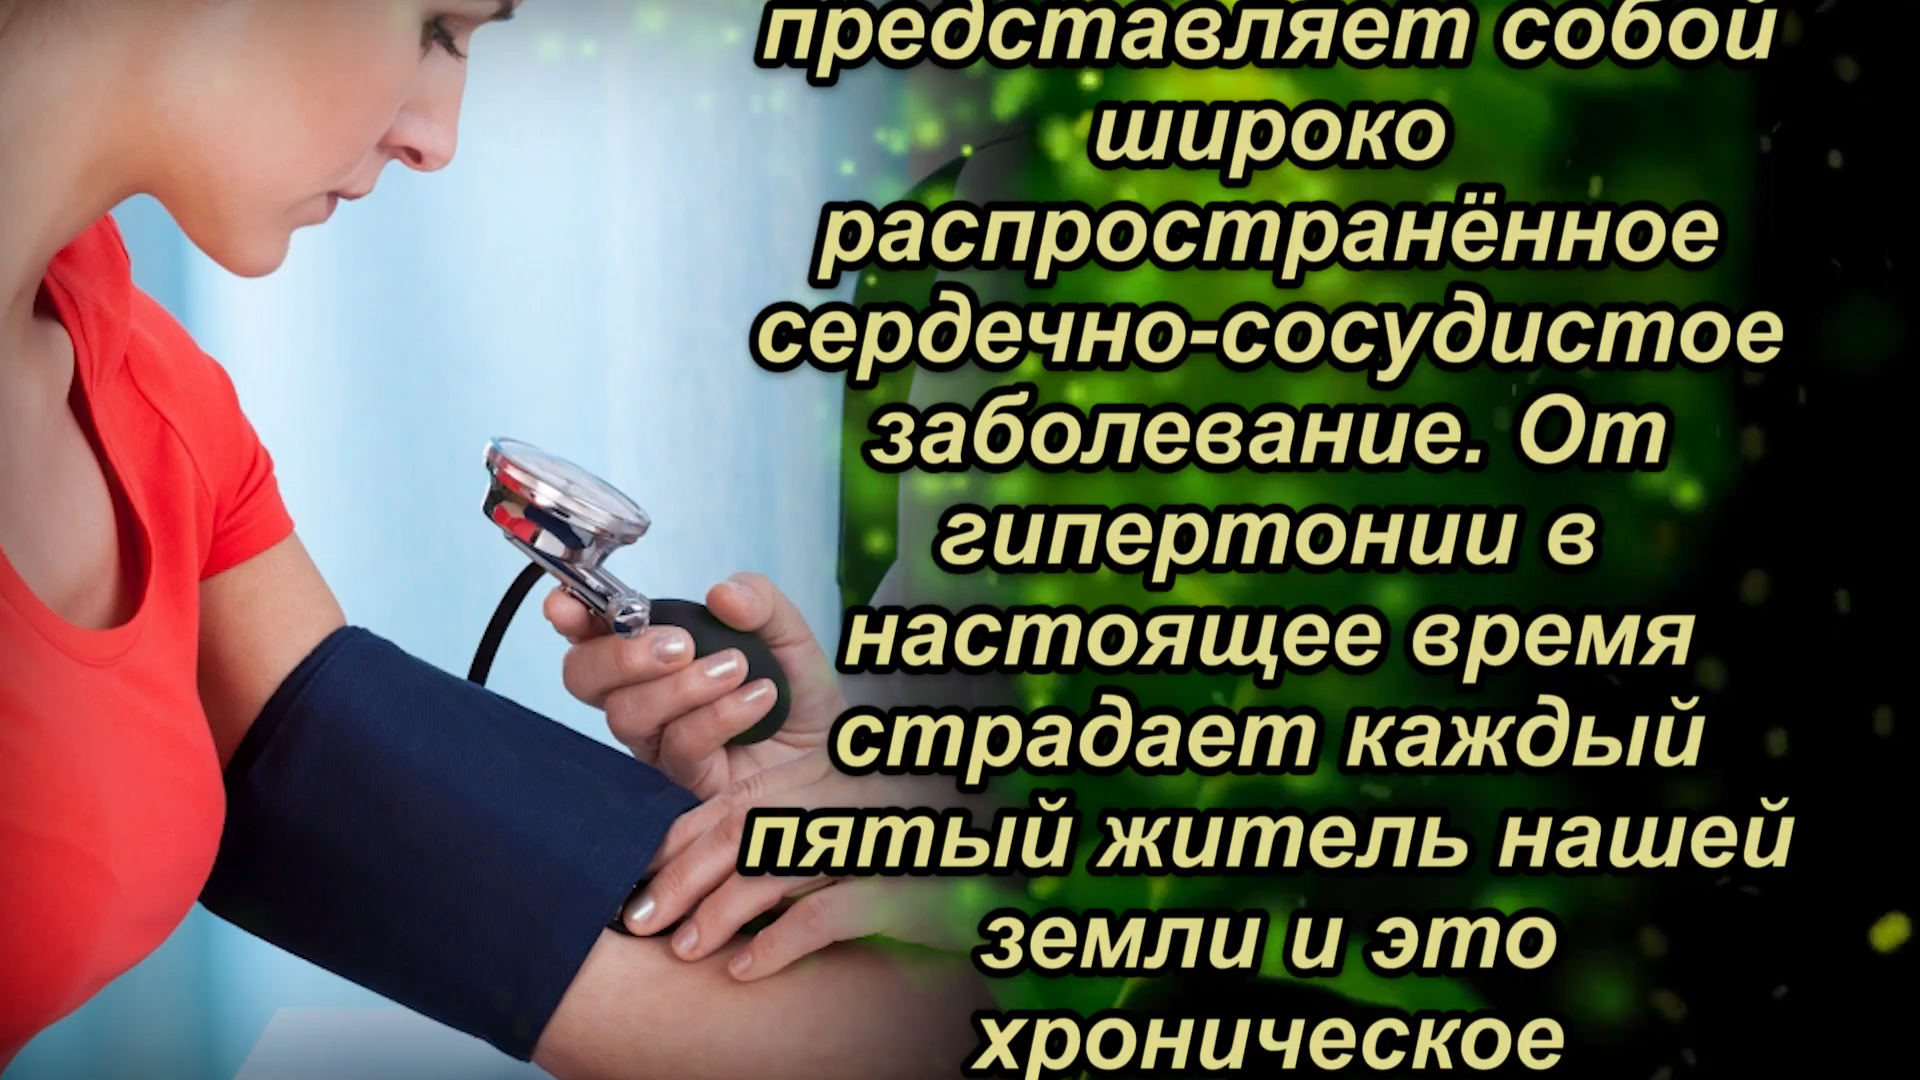 представляет собой
широко
распространённое
сердечно-сосудистое
заболевание. От
гипертонии в
настоящее время
страдает каждый
пятый житель нашей
земли и это
хроническое